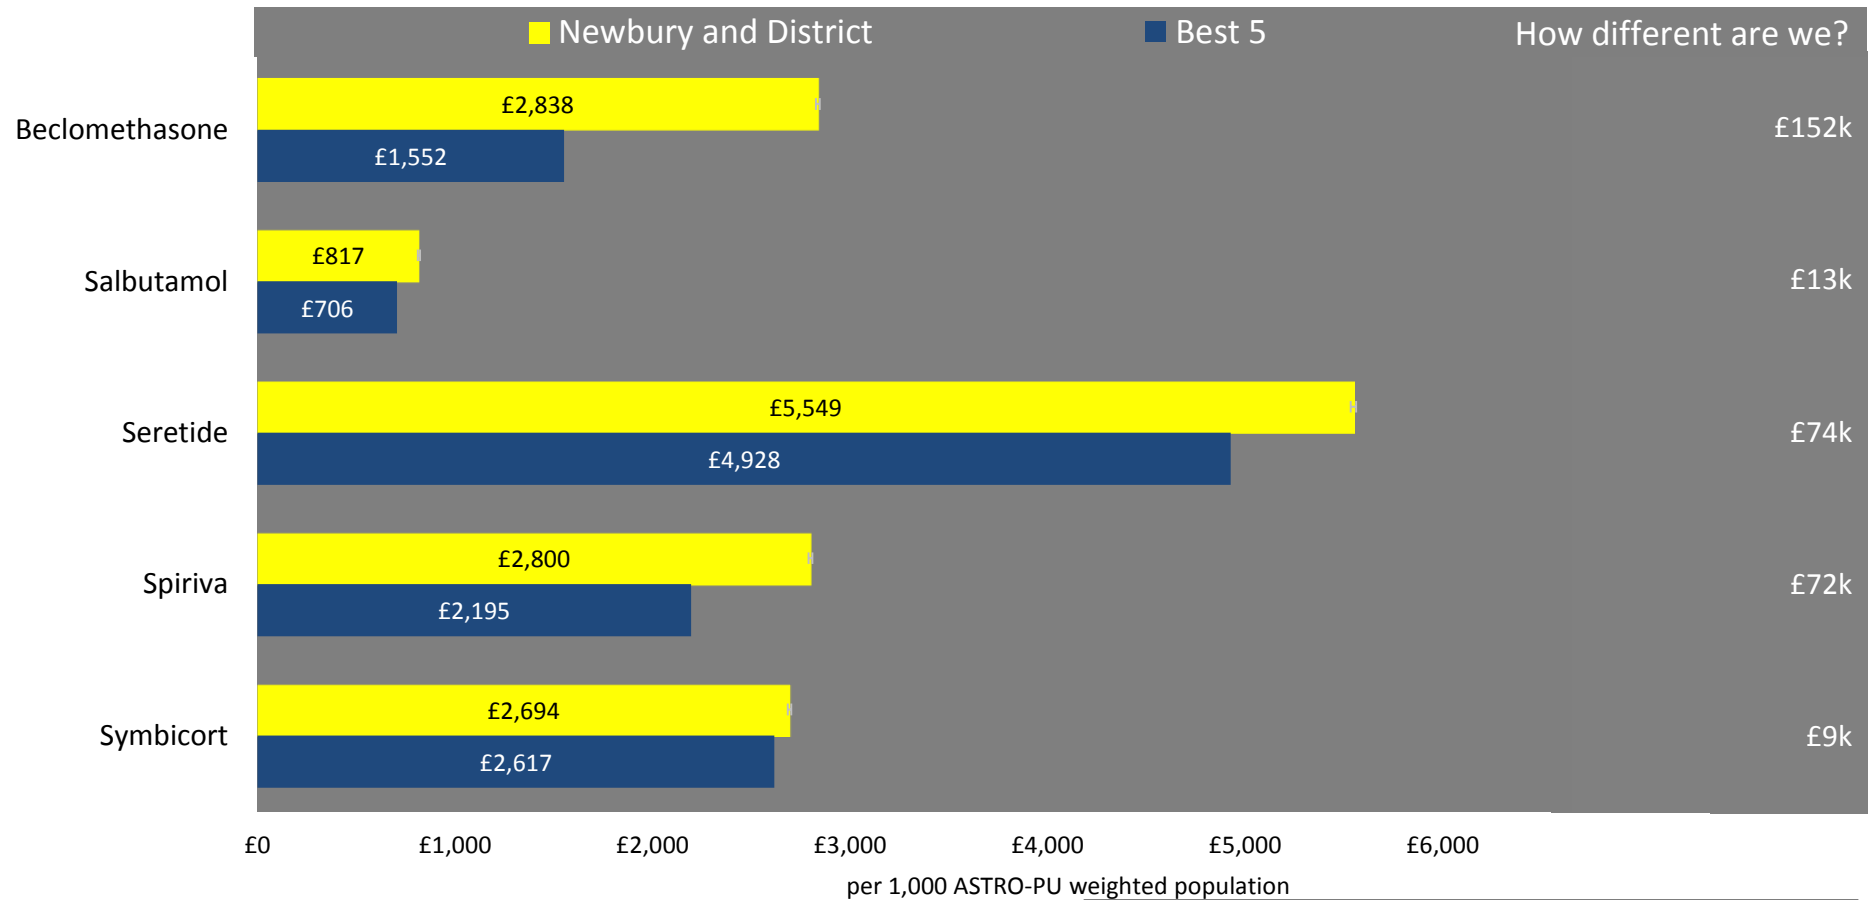 Newbury and District Best 5 How different are we?
Beclomethasone £2,838 £1,552 £152k
Salbutamol £817 £706 £13k
Seretide £5,549 £4,928 £74k
Spiriva £2,800 £2,195 £72k
Symbicort £2,694 £2,617 £9k
£0 £1,000 £2,000 £3,000 £4,000 £5,000 £6,000
per 1,000 ASTRO-PU weighted population